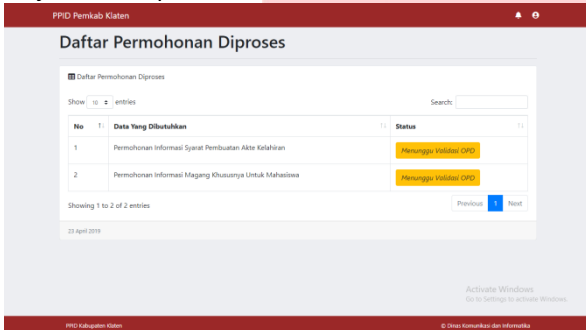 PPID Pemkab Klaten
Daftar Permohonan Diproses
Daftar Permohonan Diproses
Show 10 entries Search:
No Data Yang Dibutuhkan Status
1 Permohonan Informasi Syarat Pembuatan Akte Kelahiran Menunggu Validasi OPD
2 Permohonan Informasi Magang Khususnya Untuk Mahasiswa Menunggu Validasi OPD
Showing 1 to 2 of 2 entries Previous 1 Next
23 April 2019
Activate Windows
Go to Settings to activate Windows.
PPID Kabupaten Klaten © Dinas Komunikasi dan Informatika